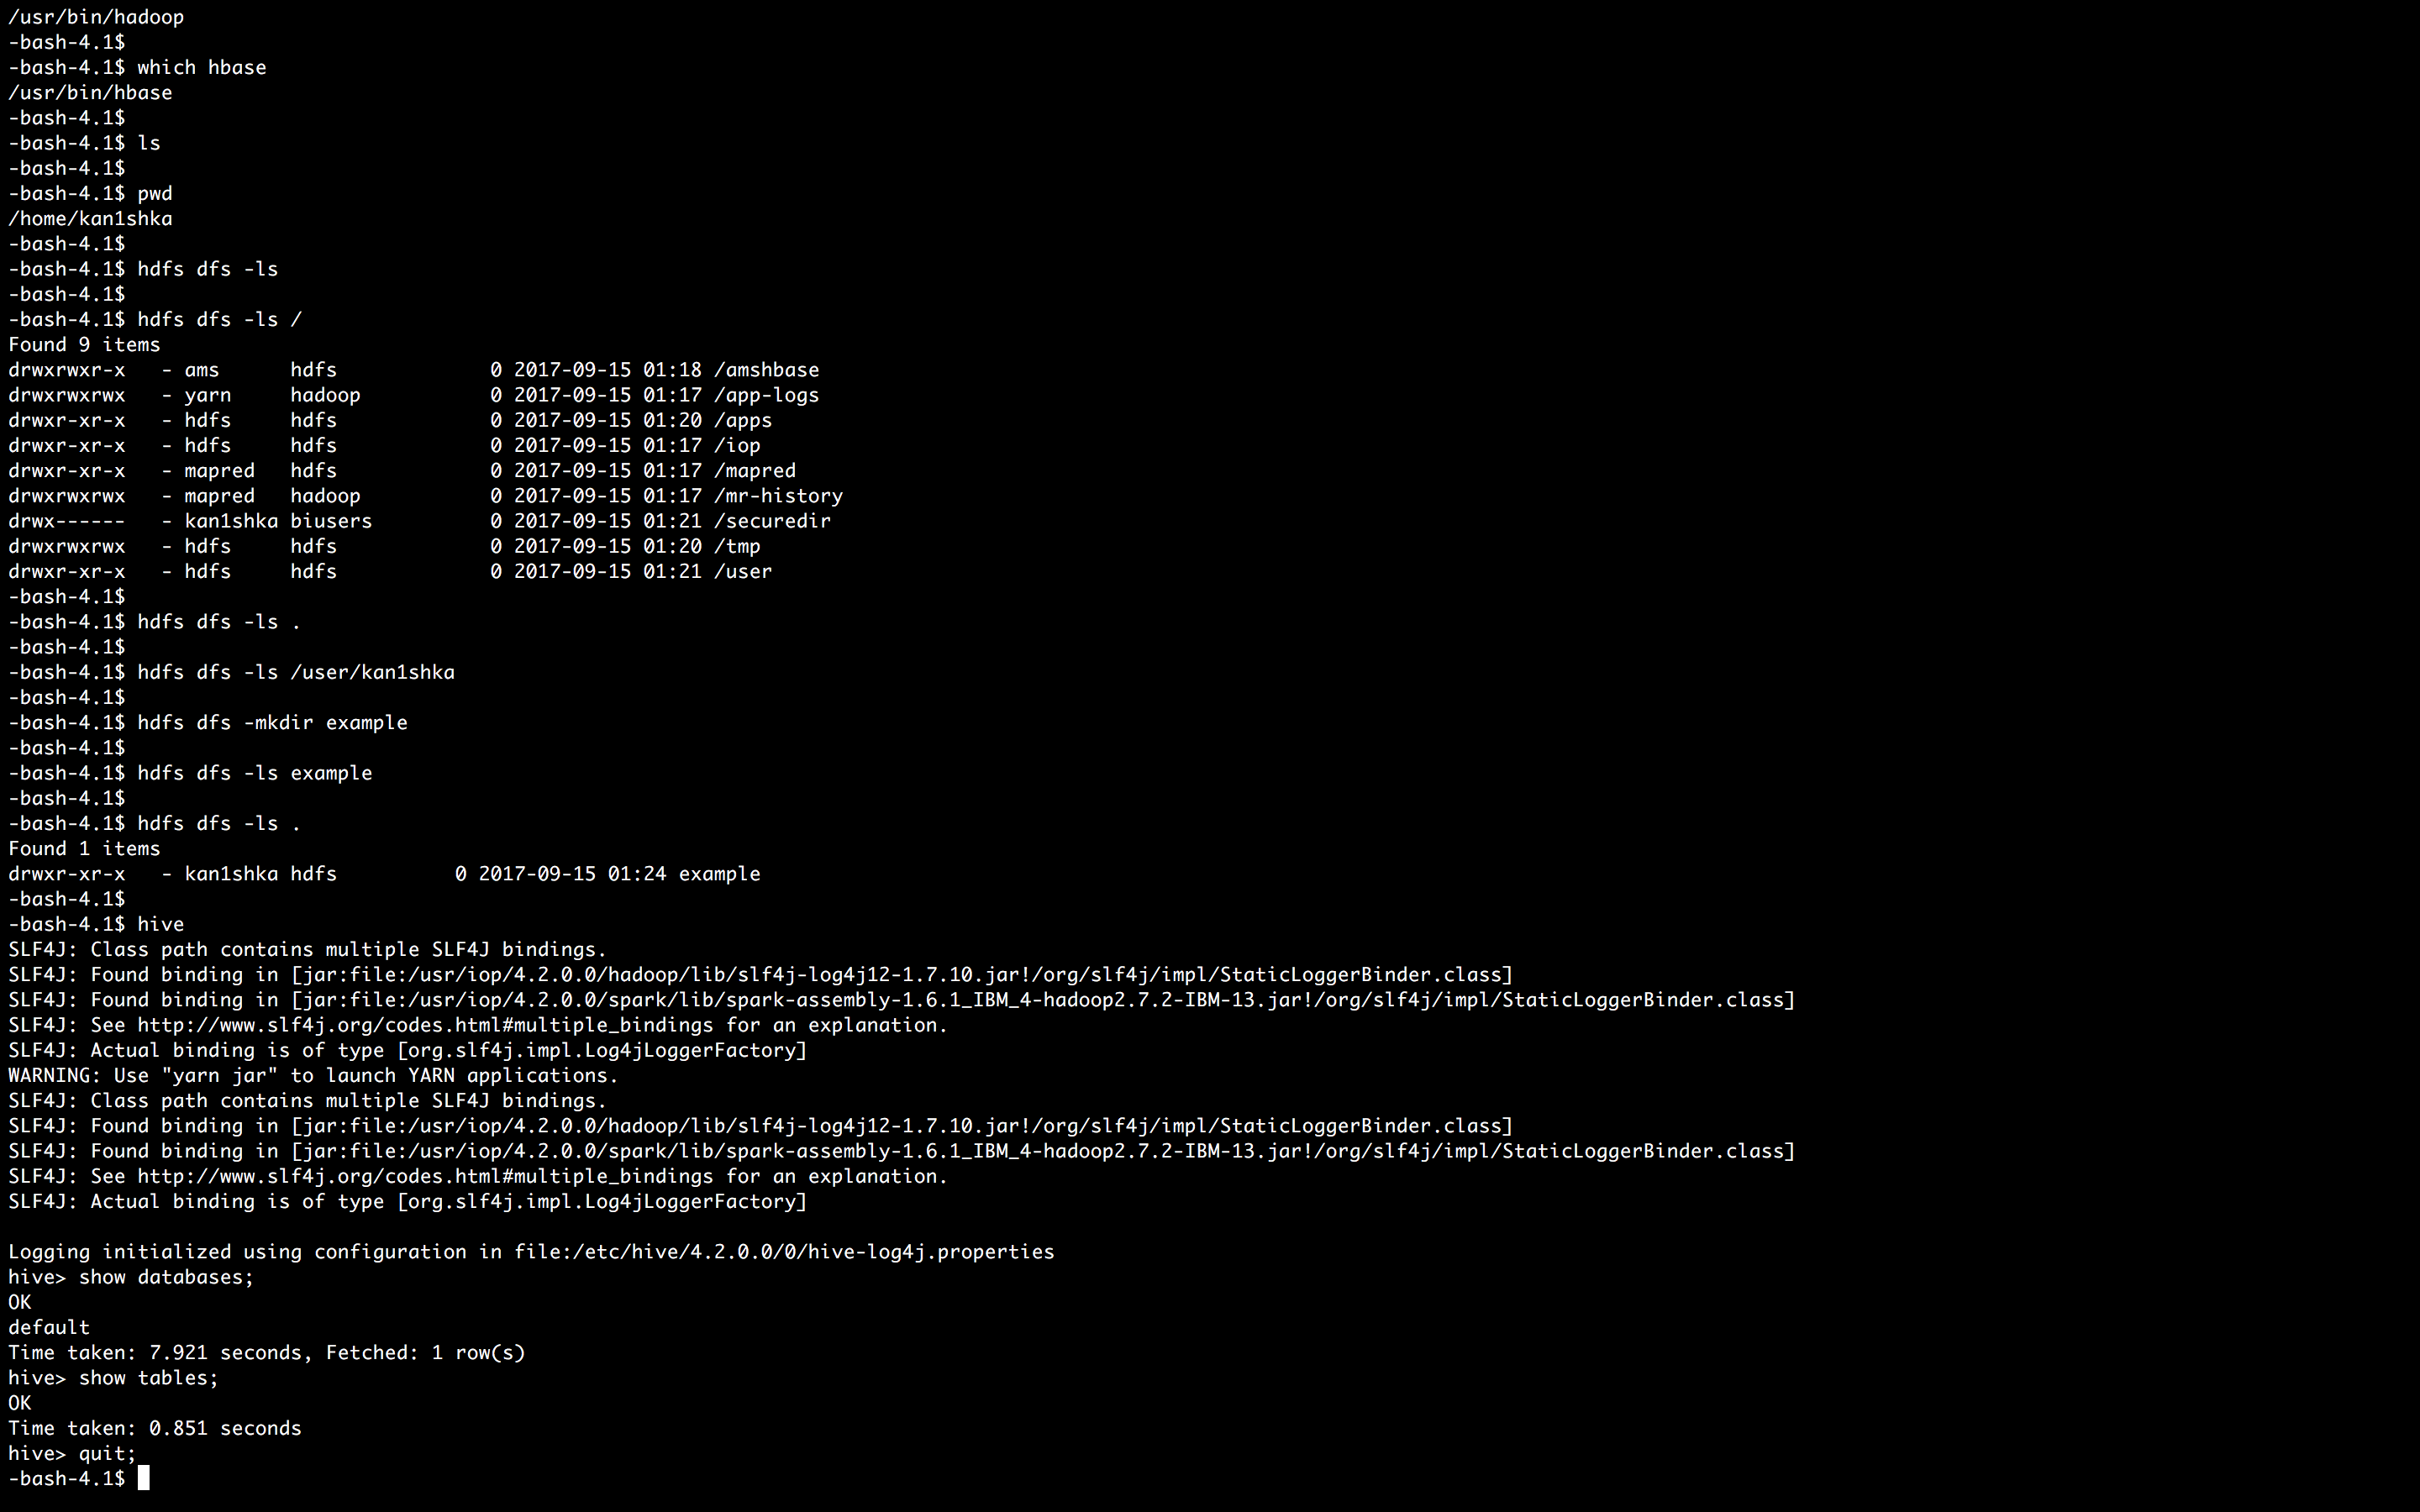 /usr/bin/hadoop
-bash-4.1$
-bash-4.1$ which hbase
/usr/bin/hbase
-bash-4.1$
-bash-4.1$ ls
-bash-4.1$
-bash-4.1$ pwd
/home/kan1shka
-bash-4.1$
-bash-4.1$ hdfs dfs -ls
-bash-4.1$
-bash-4.1$ hdfs dfs -ls /
Found 9 items
drwxrwxr-x   - ams      hdfs             0 2017-09-15 01:18 /amshbase
drwxrwxrwx   - yarn     hadoop           0 2017-09-15 01:17 /app-logs
drwxr-xr-x   - hdfs     hdfs             0 2017-09-15 01:20 /apps
drwxr-xr-x   - hdfs     hdfs             0 2017-09-15 01:17 /iop
drwxr-xr-x   - mapred   hdfs             0 2017-09-15 01:17 /mapred
drwxrwxrwx   - mapred   hadoop           0 2017-09-15 01:17 /mr-history
drwx------   - kan1shka biusers          0 2017-09-15 01:21 /securedir
drwxrwxrwx   - hdfs     hdfs             0 2017-09-15 01:20 /tmp
drwxr-xr-x   - hdfs     hdfs             0 2017-09-15 01:21 /user
-bash-4.1$
-bash-4.1$ hdfs dfs -ls .
-bash-4.1$
-bash-4.1$ hdfs dfs -ls /user/kan1shka
-bash-4.1$
-bash-4.1$ hdfs dfs -mkdir example
-bash-4.1$
-bash-4.1$ hdfs dfs -ls example
-bash-4.1$
-bash-4.1$ hdfs dfs -ls .
Found 1 items
drwxr-xr-x   - kan1shka hdfs          0 2017-09-15 01:24 example
-bash-4.1$
-bash-4.1$ hive
SLF4J: Class path contains multiple SLF4J bindings.
SLF4J: Found binding in [jar:file:/usr/iop/4.2.0.0/hadoop/lib/slf4j-log4j12-1.7.10.jar!/org/slf4j/impl/StaticLoggerBinder.class]
SLF4J: Found binding in [jar:file:/usr/iop/4.2.0.0/spark/lib/spark-assembly-1.6.1_IBM_4-hadoop2.7.2-IBM-13.jar!/org/slf4j/impl/StaticLoggerBinder.class]
SLF4J: See http://www.slf4j.org/codes.html#multiple_bindings for an explanation.
SLF4J: Actual binding is of type [org.slf4j.impl.Log4jLoggerFactory]
WARNING: Use "yarn jar" to launch YARN applications.
SLF4J: Class path contains multiple SLF4J bindings.
SLF4J: Found binding in [jar:file:/usr/iop/4.2.0.0/hadoop/lib/slf4j-log4j12-1.7.10.jar!/org/slf4j/impl/StaticLoggerBinder.class]
SLF4J: Found binding in [jar:file:/usr/iop/4.2.0.0/spark/lib/spark-assembly-1.6.1_IBM_4-hadoop2.7.2-IBM-13.jar!/org/slf4j/impl/StaticLoggerBinder.class]
SLF4J: See http://www.slf4j.org/codes.html#multiple_bindings for an explanation.
SLF4J: Actual binding is of type [org.slf4j.impl.Log4jLoggerFactory]

Logging initialized using configuration in file:/etc/hive/4.2.0.0/0/hive-log4j.properties
hive> show databases;
OK
default
Time taken: 7.921 seconds, Fetched: 1 row(s)
hive> show tables;
OK
Time taken: 0.851 seconds
hive> quit;
-bash-4.1$